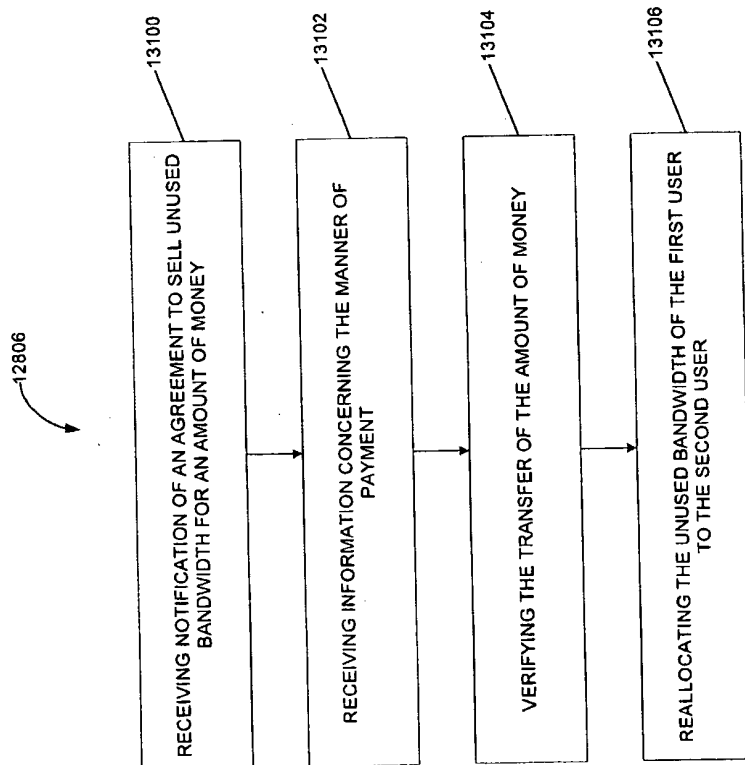 12806
RECEIVING NOTIFICATION OF AN AGREEMENT TO SELL UNUSED
BANDWIDTH FOR AN AMOUNT OF MONEY
13100
RECEIVING INFORMATION CONCERNING THE MANNER OF
PAYMENT
13102
VERIFYING THE TRANSFER OF THE AMOUNT OF MONEY
13104
REALLOCATING THE UNUSED BANDWIDTH OF THE FIRST USER
TO THE SECOND USER
13106